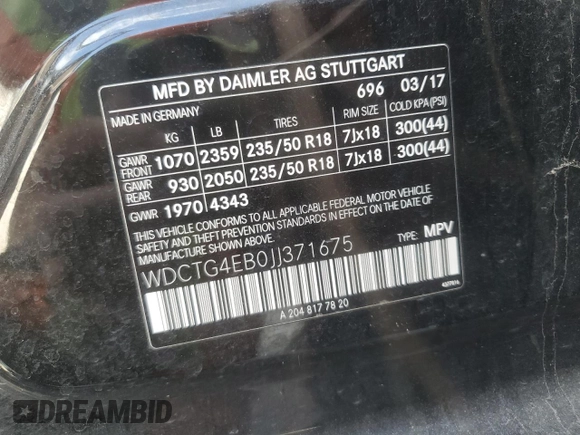 MFD BY DAIMLER AG STUTTGART
MADE IN GERMANY 696 03/17
KG LB TIRES RIM SIZE COLD KPA(PSI)
GAWR FRONT 1070 2359 235/50 R18 7Jx18 300(44)
GAWR REAR 930 2050 235/50 R18 7Jx18 300(44)
GVWR 1970 4343
THIS VEHICLE CONFORMS TO ALL APPLICABLE FEDERAL MOTOR VEHICLE
SAFETY, BUMPER, AND THEFT PREVENTION STANDARDS IN EFFECT ON THE DATE OF
MANUFACTURE SHOWN ABOVE.
WDCTG4EB0JJ371675 TYPE: MPV
A 204 817 78 20
DREAMBID